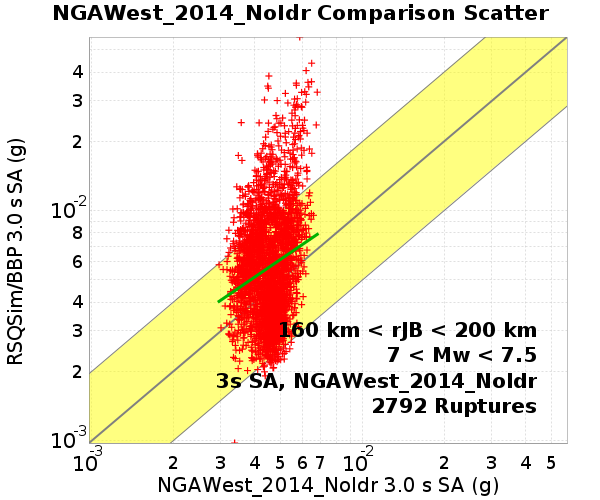 NGAWest_2014_NoIdr Comparison Scatter
RSQSim/BBP 3.0 s SA (g)
4
3
2
10-2
8
6
4
3
2
10-3
160 km < rJB < 200 km
7 < Mw < 7.5
3s SA, NGAWest_2014_NoIdr
2792 Ruptures
10-3 2 3 4 5 6 7 10-2 2 3 4 5
NGAWest_2014_NoIdr 3.0 s SA (g)